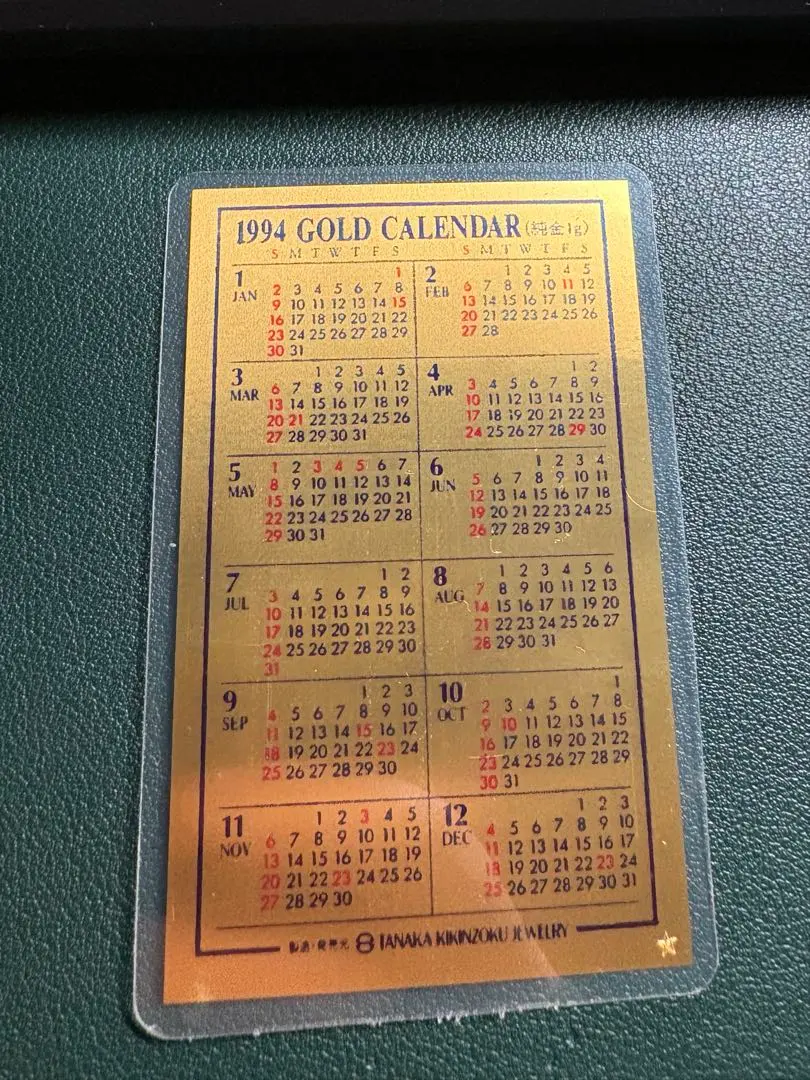 1994 GOLD CALENDAR(純金1g)
S M T W T F S
S M T W T F S
1
JAN
1
2 3 4 5 6 7 8
9 10 11 12 13 14 15
16 17 18 19 20 21 22
23 24 25 26 27 28 29
30 31
2
FEB
1 2 3 4 5
6 7 8 9 10 11 12
13 14 15 16 17 18 19
20 21 22 23 24 25 26
27 28
3
MAR
1 2 3 4 5
6 7 8 9 10 11 12
13 14 15 16 17 18 19
20 21 22 23 24 25 26
27 28 29 30 31
4
APR
1 2
3 4 5 6 7 8 9
10 11 12 13 14 15 16
17 18 19 20 21 22 23
24 25 26 27 28 29 30
5
MAY
1 2 3 4 5 6 7
8 9 10 11 12 13 14
15 16 17 18 19 20 21
22 23 24 25 26 27 28
29 30 31
6
JUN
1 2 3 4
5 6 7 8 9 10 11
12 13 14 15 16 17 18
19 20 21 22 23 24 25
26 27 28 29 30
7
JUL
1 2
3 4 5 6 7 8 9
10 11 12 13 14 15 16
17 18 19 20 21 22 23
24 25 26 27 28 29 30
31
8
AUG
1 2 3 4 5 6
7 8 9 10 11 12 13
14 15 16 17 18 19 20
21 22 23 24 25 26 27
28 29 30 31
9
SEP
1 2 3
4 5 6 7 8 9 10
11 12 13 14 15 16 17
18 19 20 21 22 23 24
25 26 27 28 29 30
10
OCT
1
2 3 4 5 6 7 8
9 10 11 12 13 14 15
16 17 18 19 20 21 22
23 24 25 26 27 28 29
30 31
11
NOV
1 2 3 4 5
6 7 8 9 10 11 12
13 14 15 16 17 18 19
20 21 22 23 24 25 26
27 28 29 30
12
DEC
1 2 3
4 5 6 7 8 9 10
11 12 13 14 15 16 17
18 19 20 21 22 23 24
25 26 27 28 29 30 31
製造・発売元 TANAKA KIKINZOKU JEWELRY